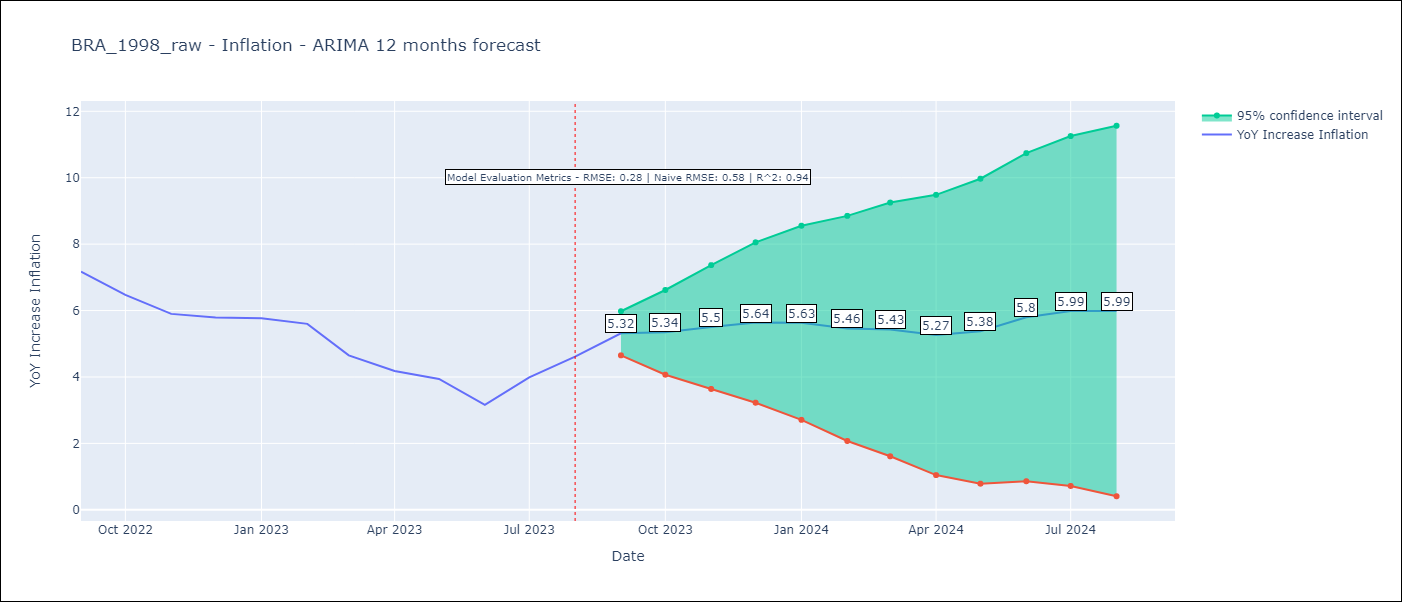 BRA_1998_raw - Inflation - ARIMA 12 months forecast
95% confidence interval
YoY Increase Inflation
Model Evaluation Metrics - RMSE: 0.28 | Naive RMSE: 0.58 | R^2: 0.94
YoY Increase Inflation
12
10
8
6
4
2
0
5.32
5.34
5.5
5.64
5.63
5.46
5.43
5.27
5.38
5.8
5.99
5.99
Oct 2022
Jan 2023
Apr 2023
Jul 2023
Oct 2023
Jan 2024
Apr 2024
Jul 2024
Date